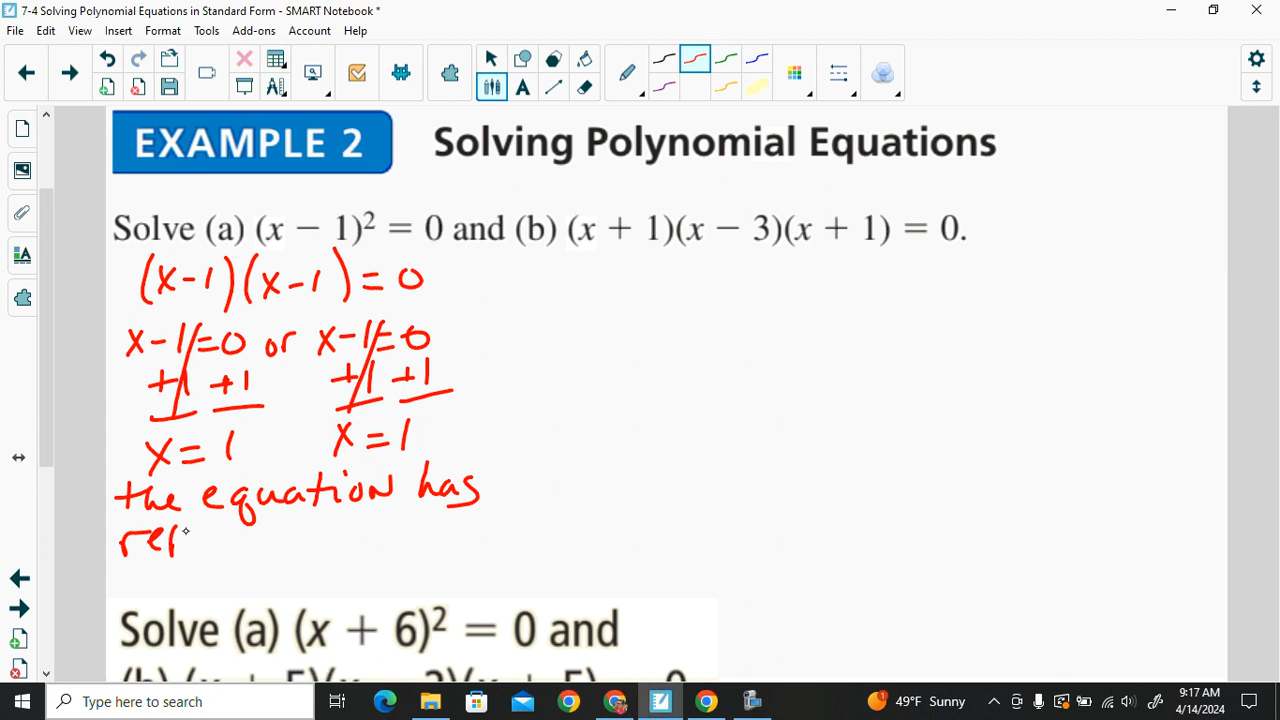 7-4 Solving Polynomial Equations in Standard Form - SMART Notebook *
File Edit View Insert Format Tools Add-ons Account Help
EXAMPLE 2 Solving Polynomial Equations
Solve (a) (x − 1)² = 0 and (b) (x + 1)(x − 3)(x + 1) = 0.
(x-1)(x-1) = 0
x-1=0 or x-1=0
+1 +1 +1 +1
x = 1 x = 1
the equation has
rep
Solve (a) (x + 6)² = 0 and
Type here to search
49°F Sunny
9:17 AM
4/14/2024